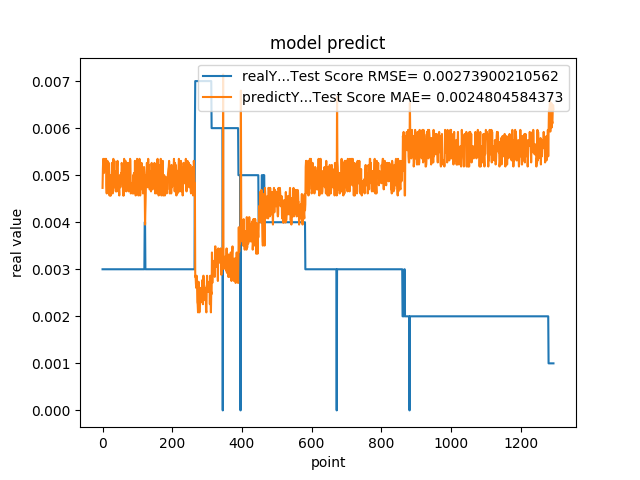 model predict
realY...Test Score RMSE= 0.00273900210562
predictY...Test Score MAE= 0.0024804584373
0.007
0.006
0.005
0.004
0.003
0.002
0.001
0.000
real value
0 200 400 600 800 1000 1200
point